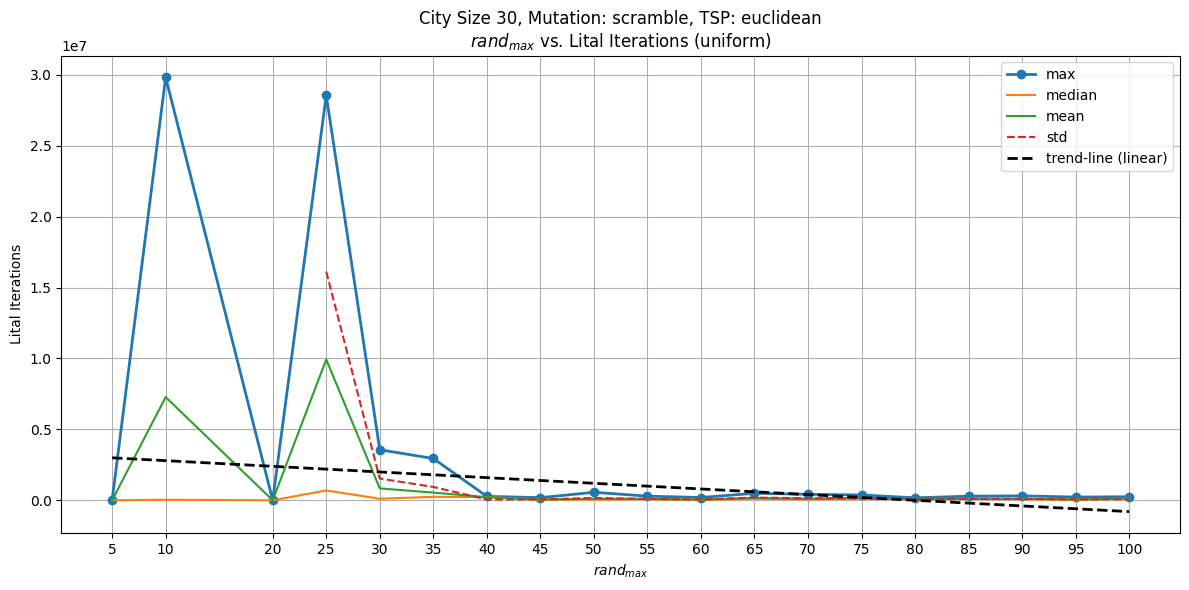 City Size 30, Mutation: scramble, TSP: euclidean
rand_max vs. Lital Iterations (uniform)
1e7
3.0
2.5
2.0
1.5
1.0
0.5
0.0
Lital Iterations
max
median
mean
std
trend-line (linear)
5 10 20 25 30 35 40 45 50 55 60 65 70 75 80 85 90 95 100
rand_max